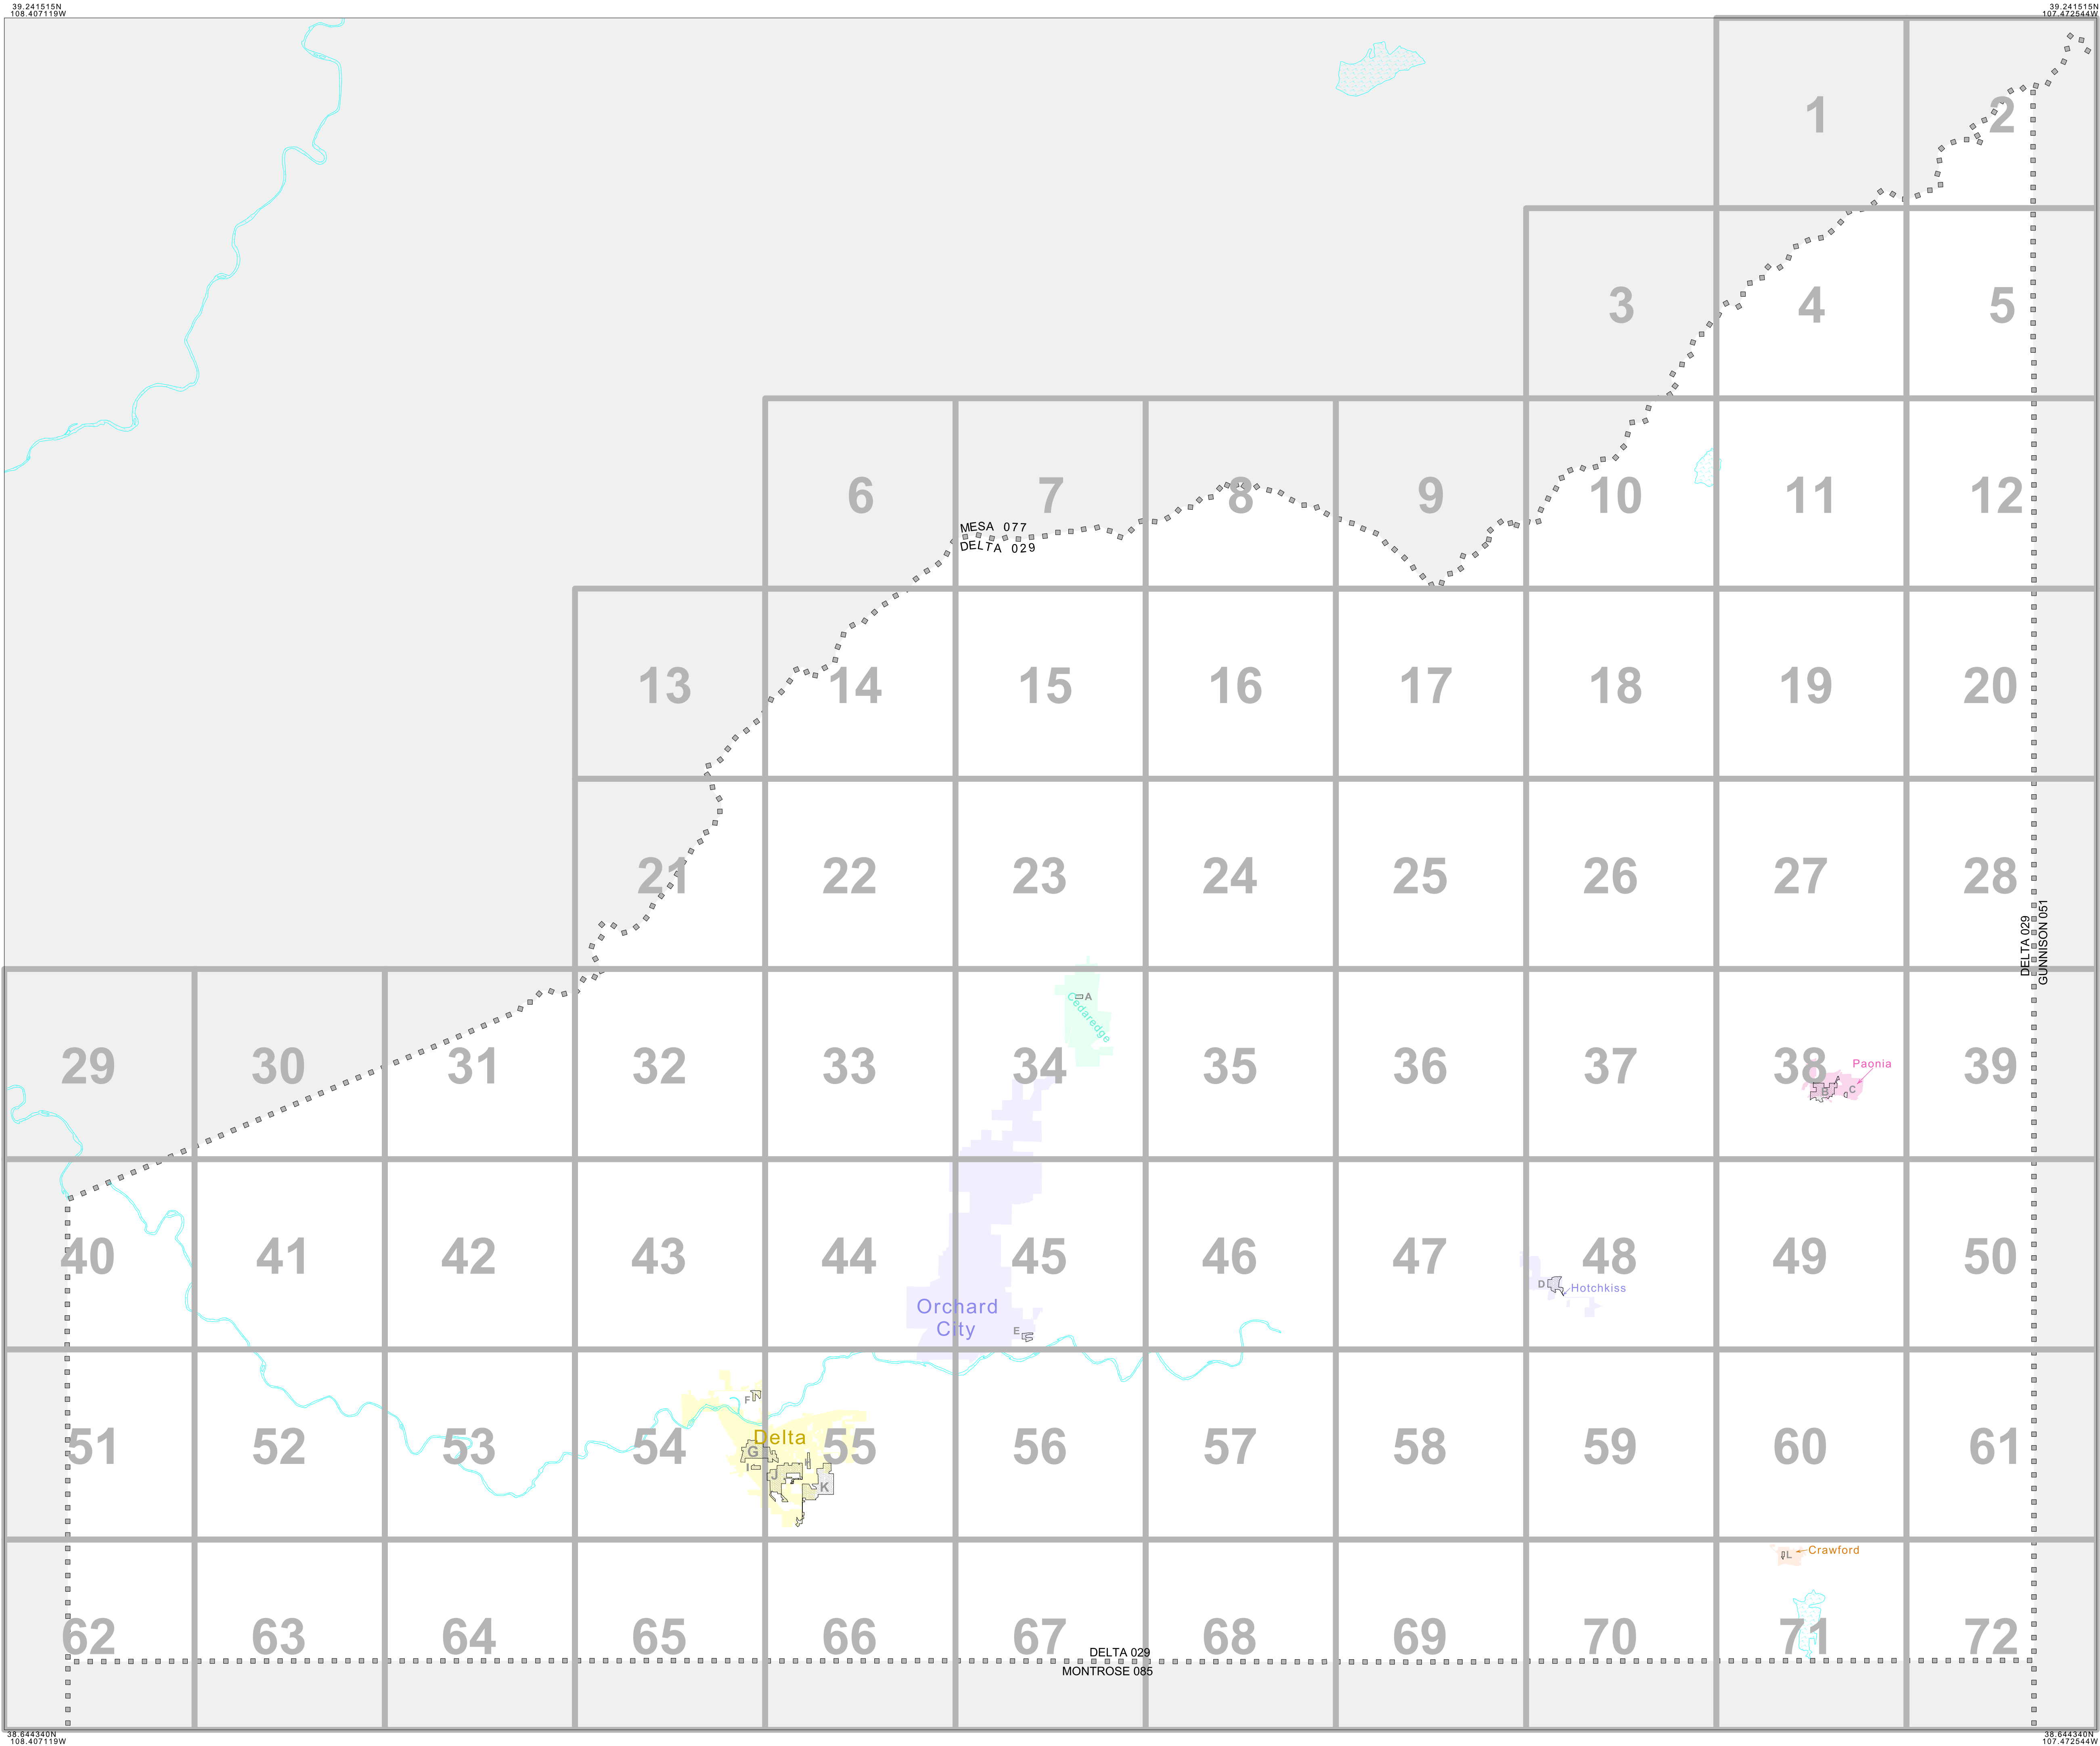 39.241515N
108.407119W
39.241515N
107.472544W
1
2
3
4
5
6
7
8
9
10
11
12
MESA 077
DELTA 029
13
14
15
16
17
18
19
20
21
22
23
24
25
26
27
28
DELTA 029
GUNNISON 051
A
Cedaredge
29
30
31
32
33
34
35
36
37
38
39
Paonia
B
C
40
41
42
43
44
45
46
47
48
49
50
D
Hotchkiss
Orchard
City
E
F
51
52
53
54
Delta
55
56
57
58
59
60
61
G
H
I
J
K
L
Crawford
62
63
64
65
66
67
68
69
70
71
72
DELTA 029
MONTROSE 085
38.644340N
108.407119W
38.644340N
107.472544W